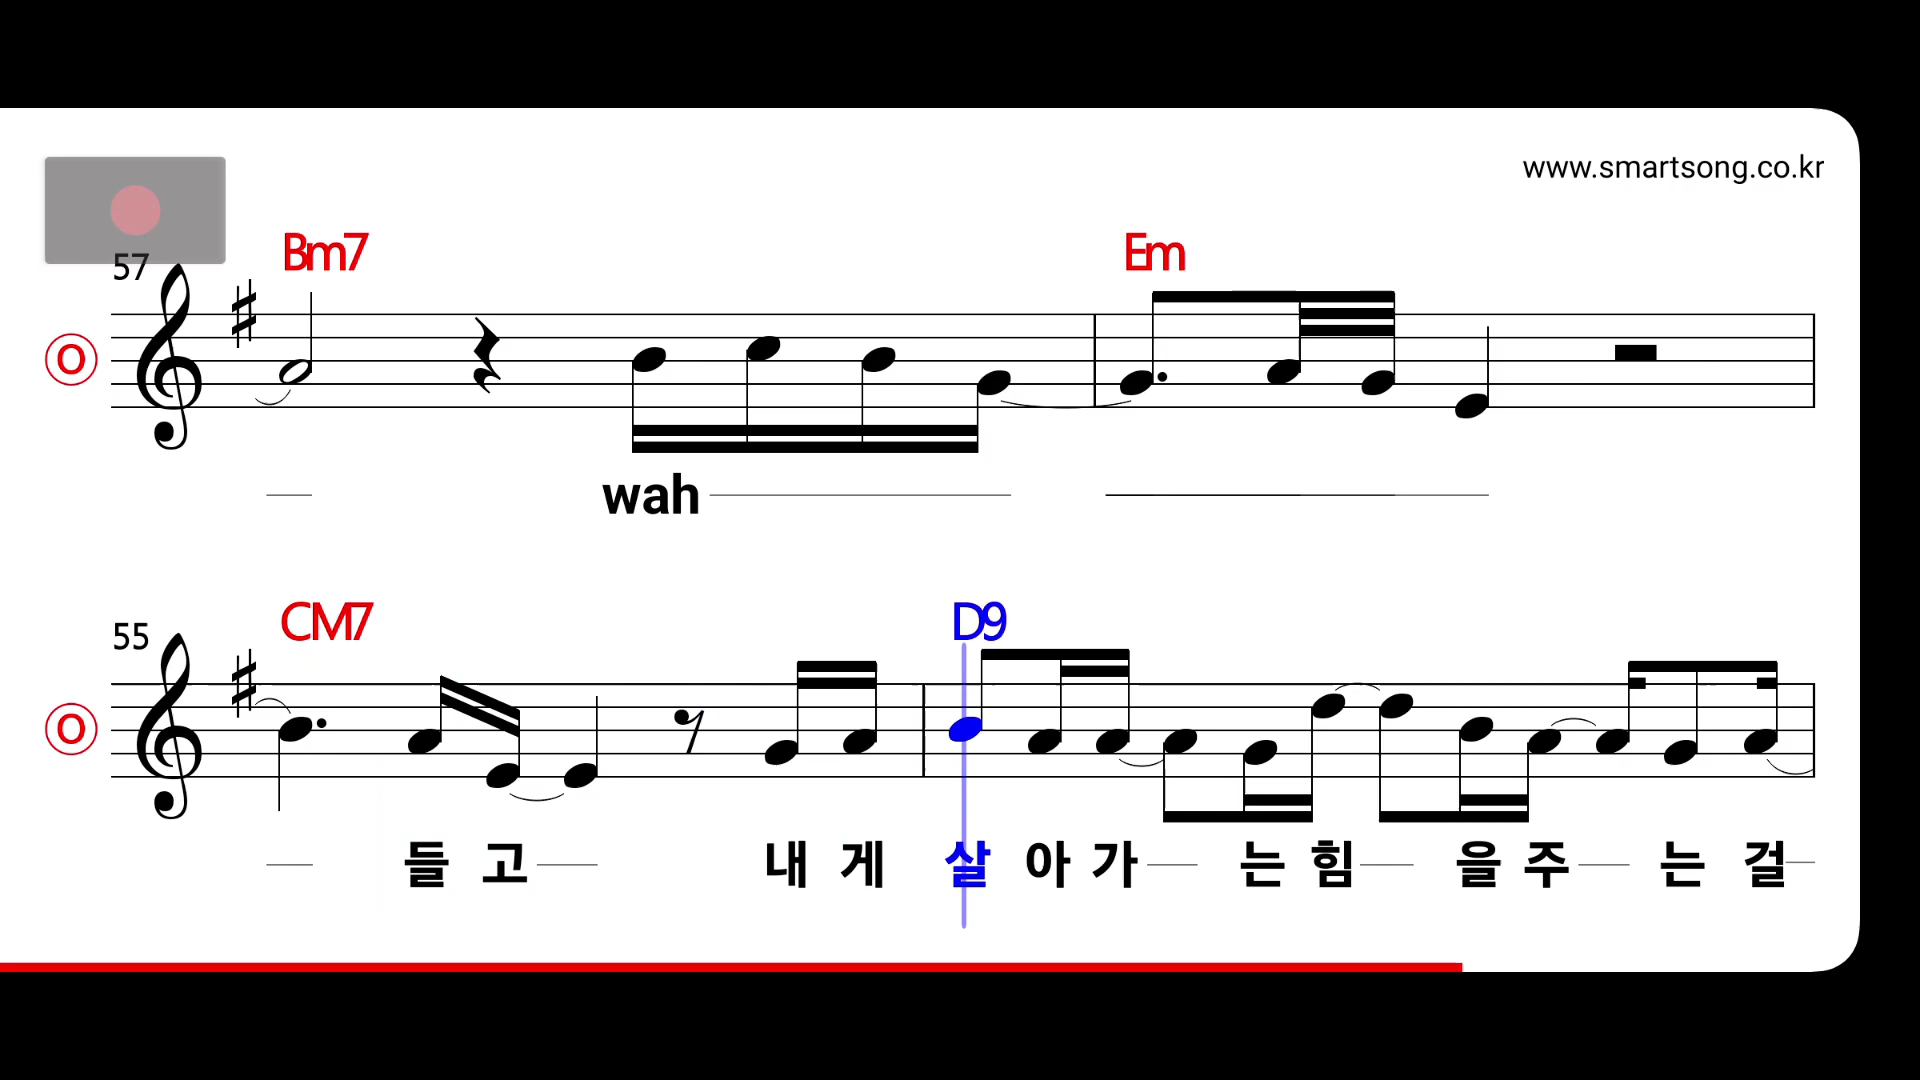 www.smartsong.co.kr
57 Bm7 Em
O
wah
55 CM7 D9
O
들 고 내 게 살 아 가 는 힘 을 주 는 걸